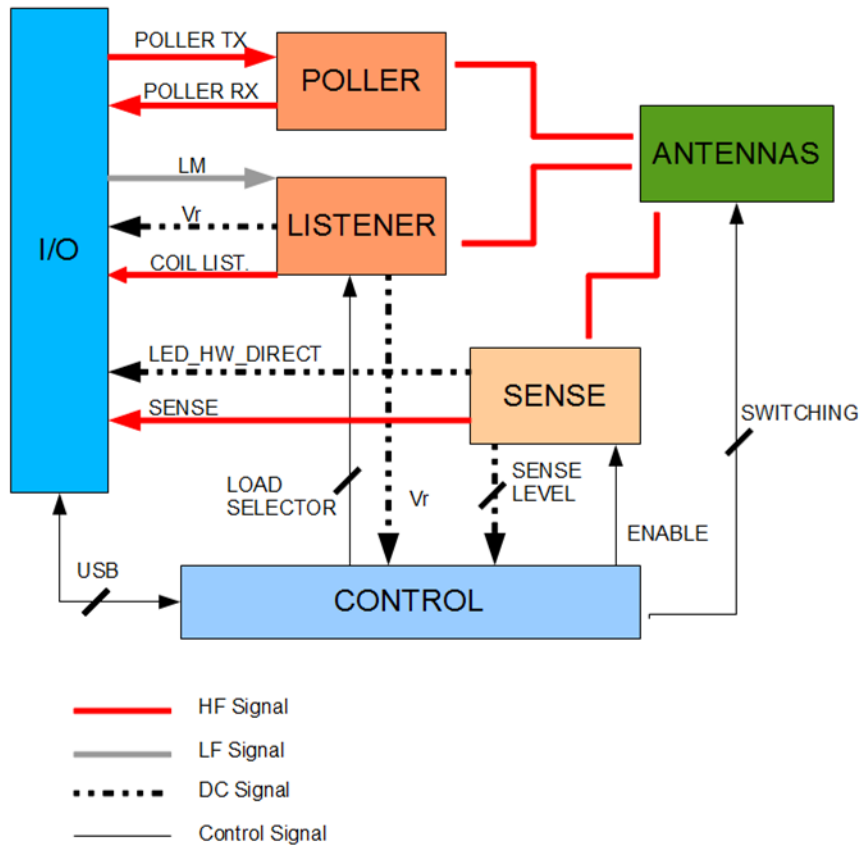 POLLER TX
POLLER RX
POLLER
ANTENNAS
LM
Vr
LISTENER
I/O
COIL LIST.
LED_HW_DIRECT
SENSE
SENSE
SWITCHING
LOAD
SELECTOR
Vr
SENSE
LEVEL
ENABLE
USB
CONTROL
HF Signal
LF Signal
DC Signal
Control Signal